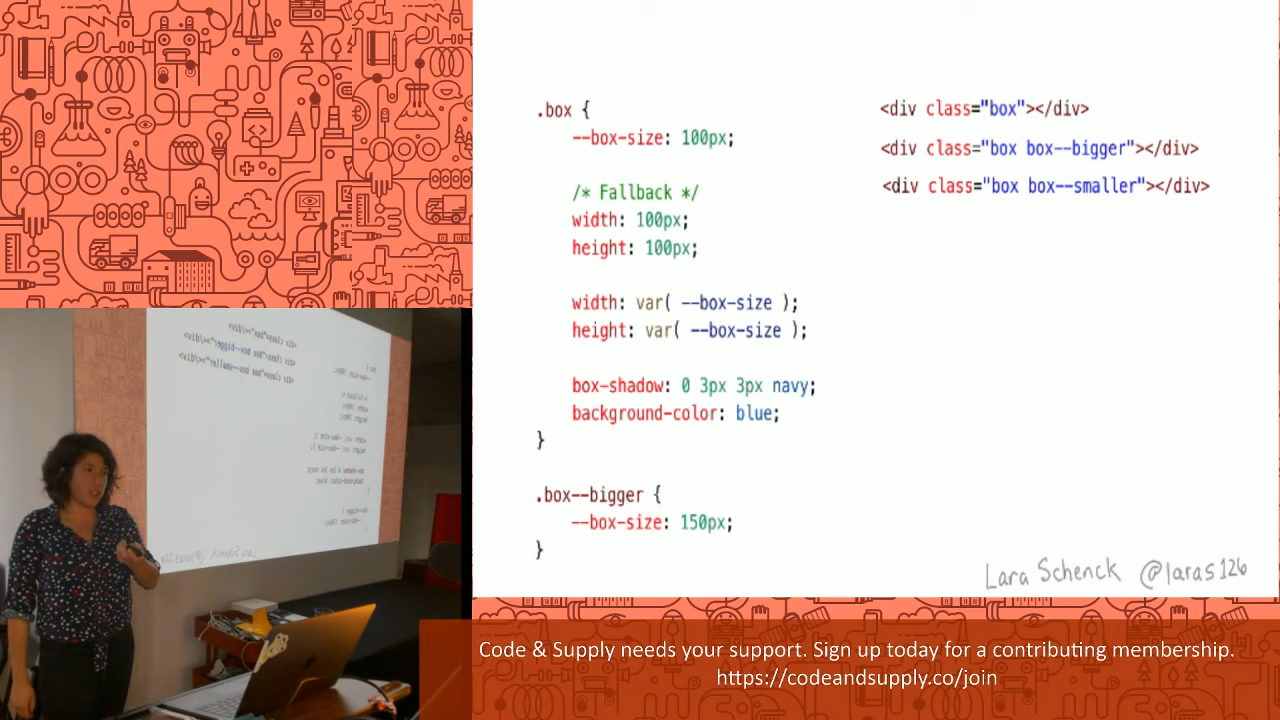 .box {
--box-size: 100px;
/* Fallback */
width: 100px;
height: 100px;
width: var( --box-size );
height: var( --box-size );
box-shadow: 0 3px 3px navy;
background-color: blue;
}
.box--bigger {
--box-size: 150px;
}
<div class="box"></div>
<div class="box box--bigger"></div>
<div class="box box--smaller"></div>
Lara Schenck @laras126
Code & Supply needs your support. Sign up today for a contributing membership.
https://codeandsupply.co/join